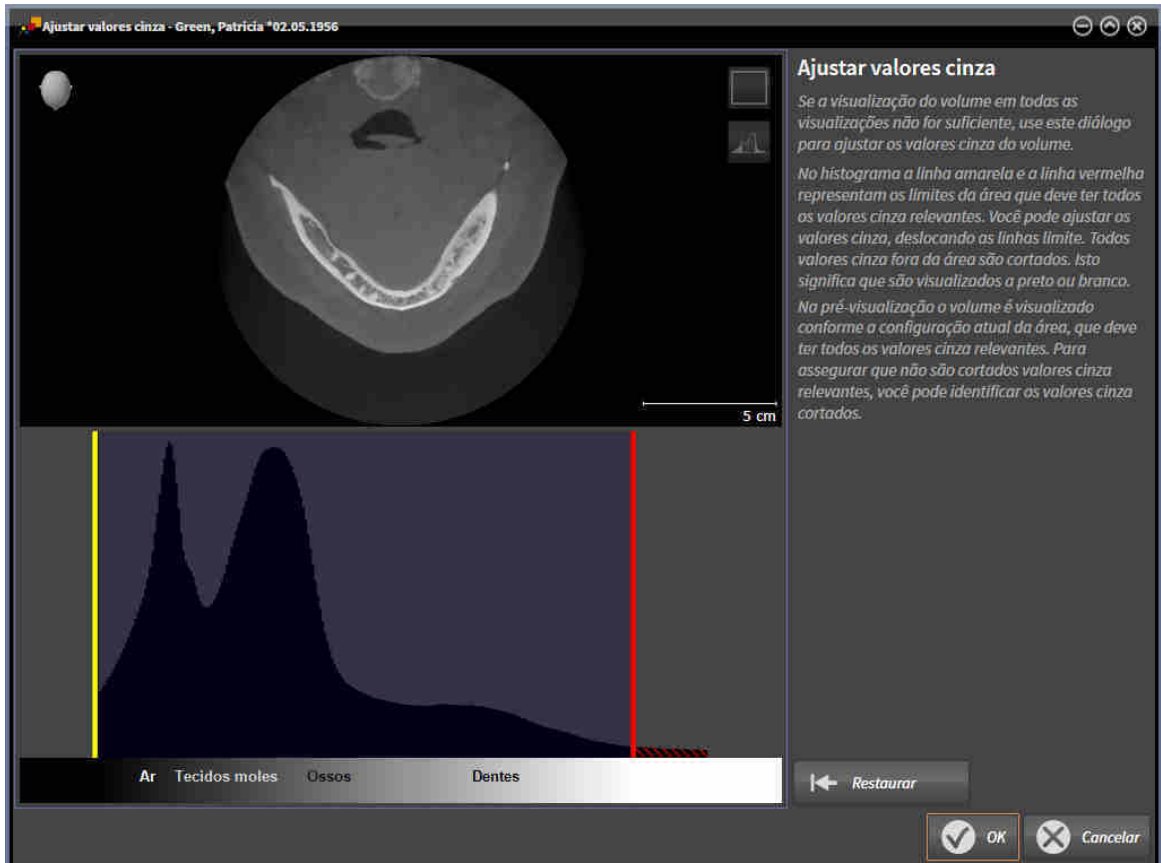 Ajustar valores cinza - Green, Patricia *02.05.1956
Ajustar valores cinza
Se a visualização do volume em todas as
visualizações não for suficiente, use este diálogo
para ajustar os valores cinza do volume.
No histograma a linha amarela e a linha vermelha
representam os limites da área que deve ter todos
os valores cinza relevantes. Você pode ajustar os
valores cinza, deslocando as linhas limite. Todos
valores cinza fora da área são cortados. Isto
significa que são visualizados a preto ou branco.
Na pré-visualização o volume é visualizado
conforme a configuração atual da área, que deve
ter todos os valores cinza relevantes. Para
assegurar que não são cortados valores cinza
relevantes, você pode identificar os valores cinza
cortados.
5 cm
Ar Tecidos moles Ossos Dentes
Restaurar
OK Cancelar